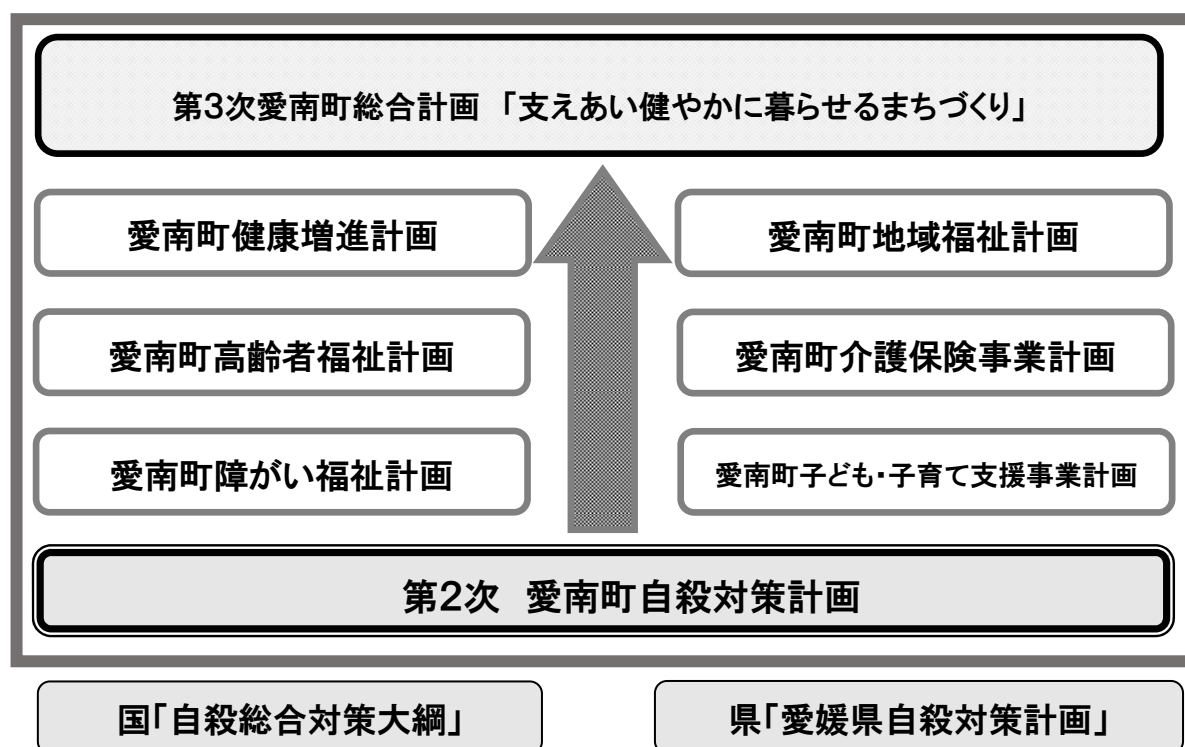 第3次愛南町総合計画 「支えあい健やかに暮らせるまちづくり」
愛南町健康増進計画
愛南町地域福祉計画
愛南町高齢者福祉計画
愛南町介護保険事業計画
愛南町障がい福祉計画
愛南町子ども・子育て支援事業計画
第2次 愛南町自殺対策計画
国「自殺総合対策大綱」
県「愛媛県自殺対策計画」